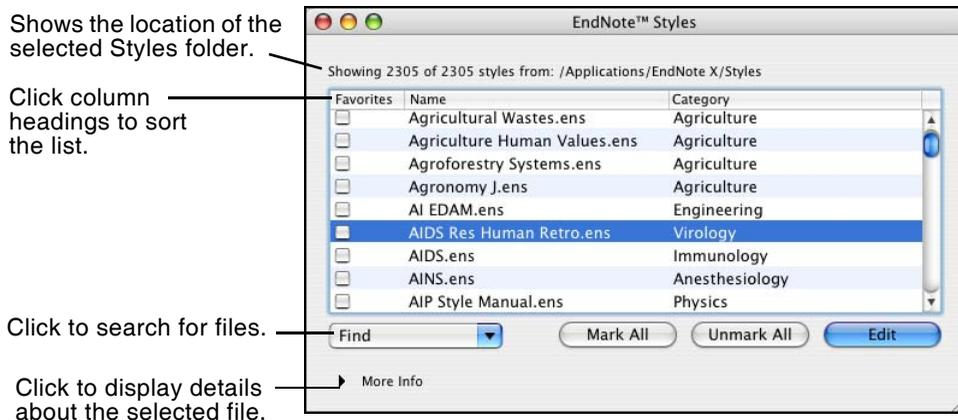 Shows the location of the
selected Styles folder.
Click column
headings to sort
the list.
Click to search for files.
Click to display details
about the selected file.
EndNote™ Styles
Showing 2305 of 2305 styles from: /Applications/EndNote X/Styles
Favorites Name Category
Agricultural Wastes.ens Agriculture
Agriculture Human Values.ens Agriculture
Agroforestry Systems.ens Agriculture
Agronomy J.ens Agriculture
AI EDAM.ens Engineering
AIDS Res Human Retro.ens Virology
AIDS.ens Immunology
AINS.ens Anesthesiology
AIP Style Manual.ens Physics
Find Mark All Unmark All Edit
More Info